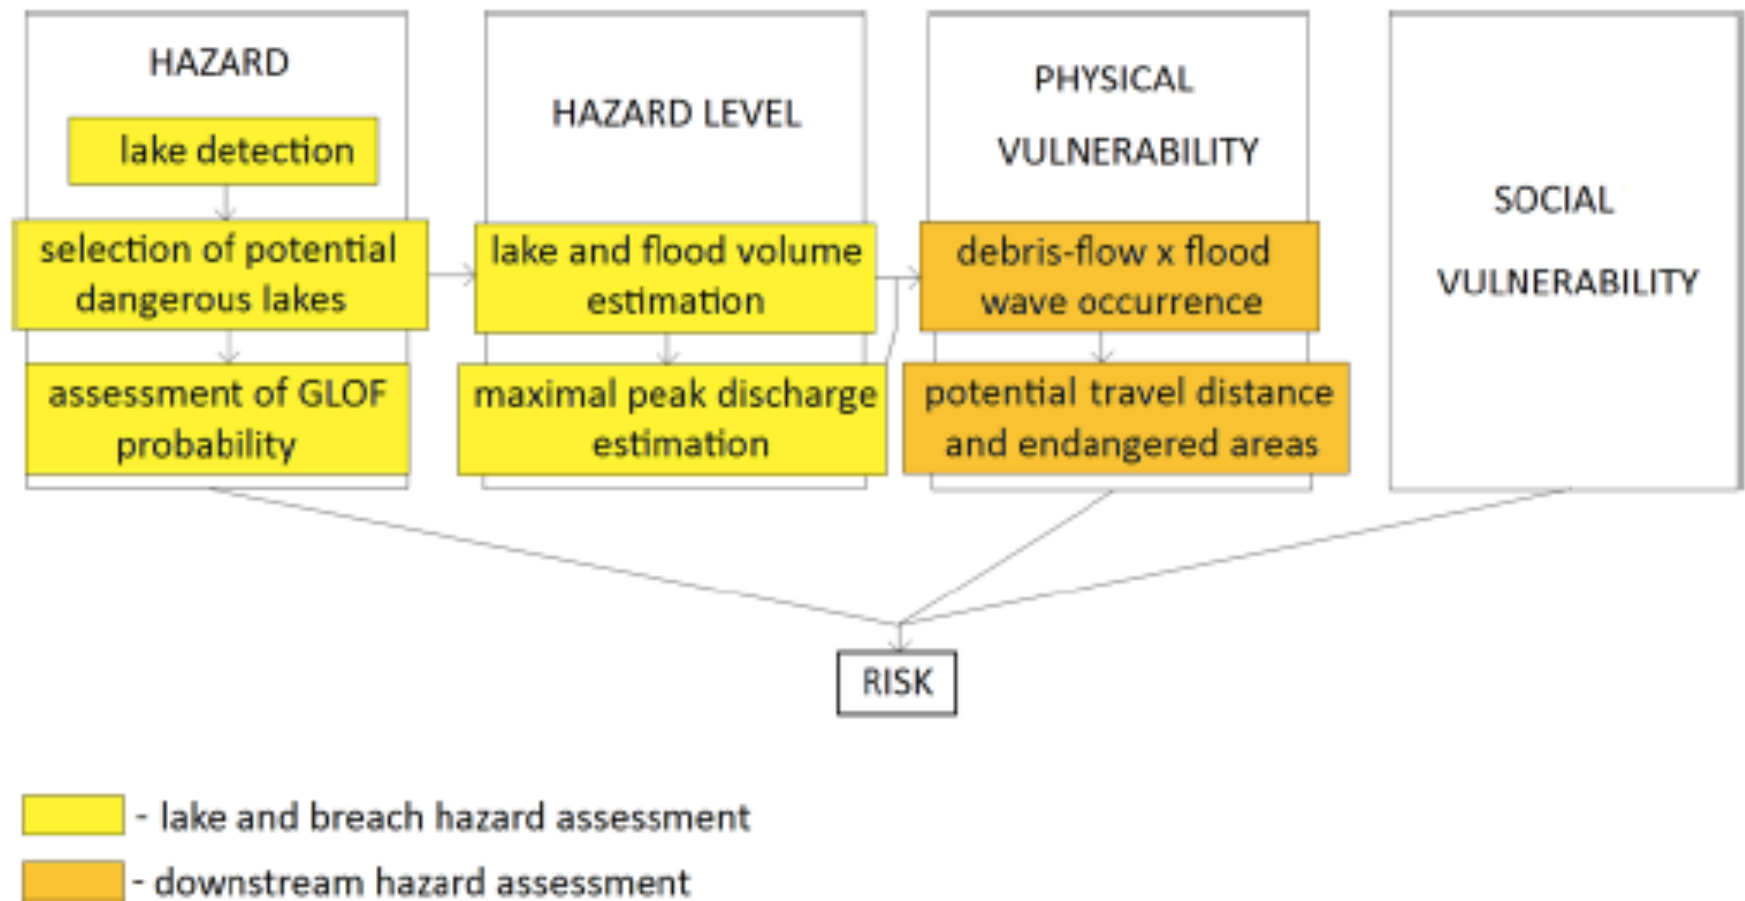 HAZARD
lake detection
selection of potential
dangerous lakes
assessment of GLOF
probability
HAZARD LEVEL
lake and flood volume
estimation
maximal peak discharge
estimation
PHYSICAL
VULNERABILITY
debris-flow x flood
wave occurrence
potential travel distance
and endangered areas
SOCIAL
VULNERABILITY
RISK
- lake and breach hazard assessment
- downstream hazard assessment